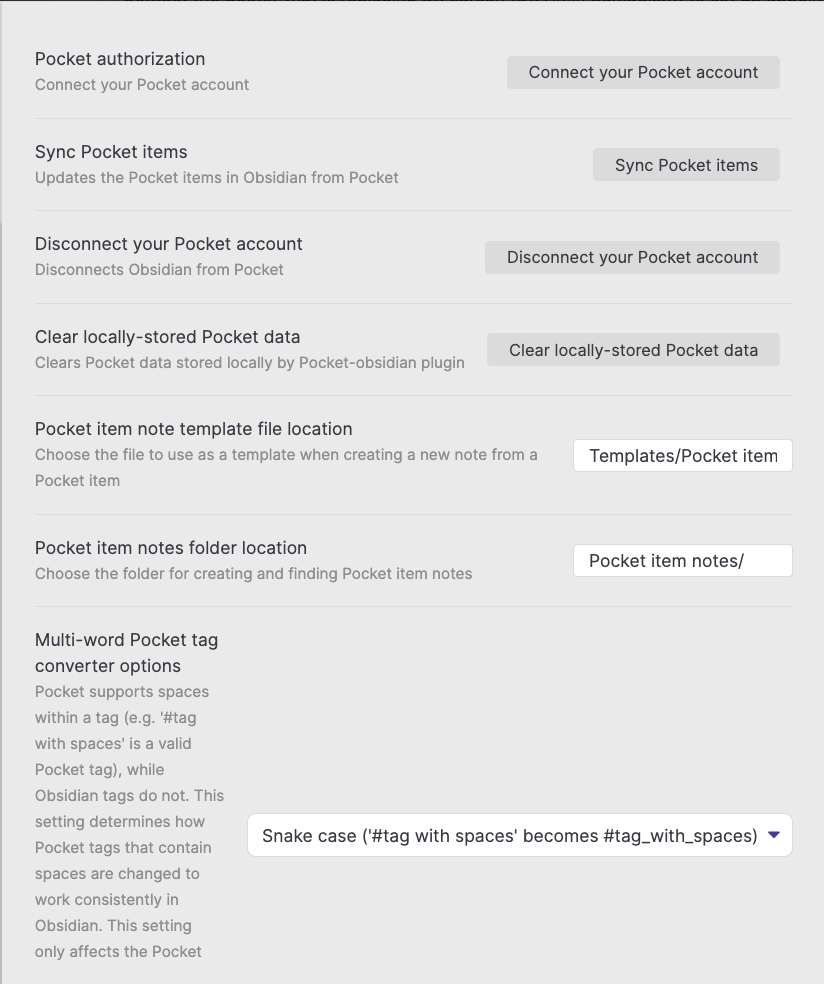 Pocket authorization
Connect your Pocket account
Connect your Pocket account
Sync Pocket items
Updates the Pocket items in Obsidian from Pocket
Sync Pocket items
Disconnect your Pocket account
Disconnects Obsidian from Pocket
Disconnect your Pocket account
Clear locally-stored Pocket data
Clears Pocket data stored locally by Pocket-obsidian plugin
Clear locally-stored Pocket data
Pocket item note template file location
Choose the file to use as a template when creating a new note from a
Pocket item
Templates/Pocket item
Pocket item notes folder location
Choose the folder for creating and finding Pocket item notes
Pocket item notes/
Multi-word Pocket tag
converter options
Pocket supports spaces
within a tag (e.g. '#tag
with spaces' is a valid
Pocket tag), while
Obsidian tags do not. This
setting determines how
Pocket tags that contain
spaces are changed to
work consistently in
Obsidian. This setting
only affects the Pocket
Snake case ('#tag with spaces' becomes #tag_with_spaces)